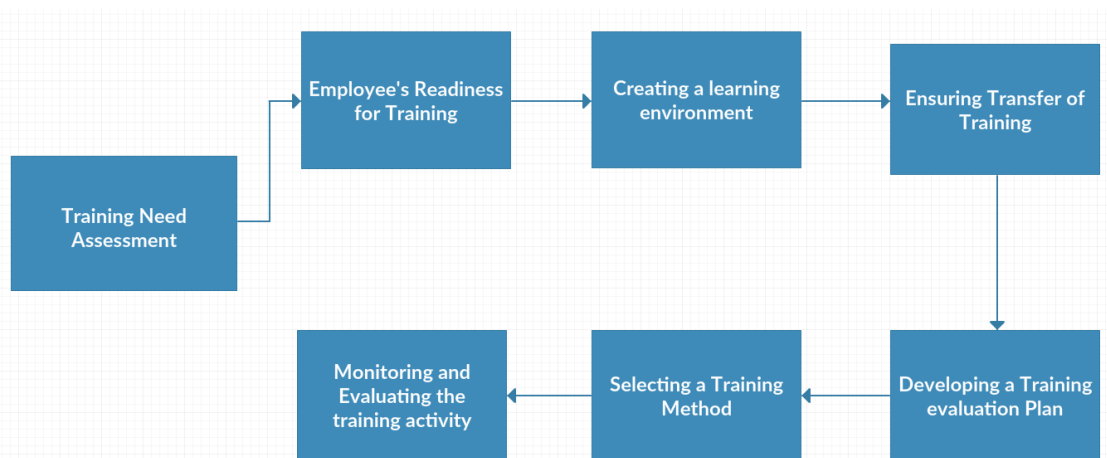 Training Need
Assessment
Employee's Readiness
for Training
Creating a learning
environment
Ensuring Transfer of
Training
Developing a Training
evaluation Plan
Selecting a Training
Method
Monitoring and
Evaluating the
training activity